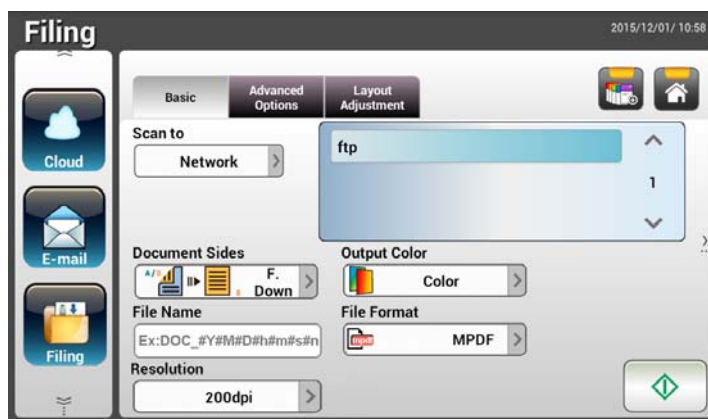 Filing
2015/12/01/ 10:58
Basic
Advanced
Options
Layout
Adjustment
Cloud
E-mail
Filing
Scan to
Network
ftp
1
Document Sides
A/B
F.
Down
Output Color
Color
File Name
Ex:DOC_#Y#M#D#h#m#s#n
File Format
mpdf
MPDF
Resolution
200dpi